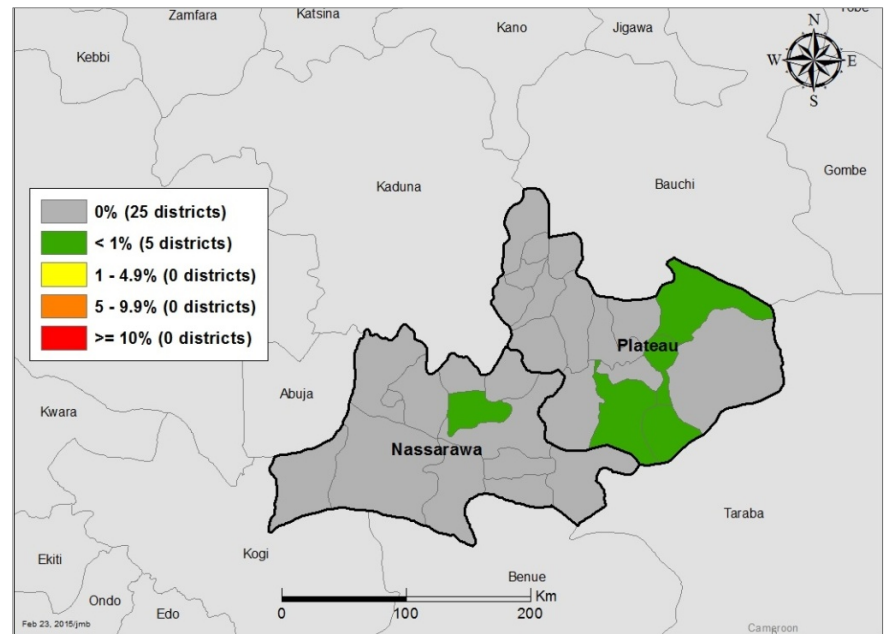 Zamfara
Katsina
Kano
Jigawa
Yobe
Kebbi
N
W E
S
Kaduna
Bauchi
Gombe
0% (25 districts)
< 1% (5 districts)
1 - 4.9% (0 districts)
5 - 9.9% (0 districts)
>= 10% (0 districts)
Plateau
Abuja
Kwara
Nassarawa
Taraba
Kogi
Ekiti
Benue
Km
0 100 200
Ondo
Edo
Feb 23, 2015/jmb
Cameroon